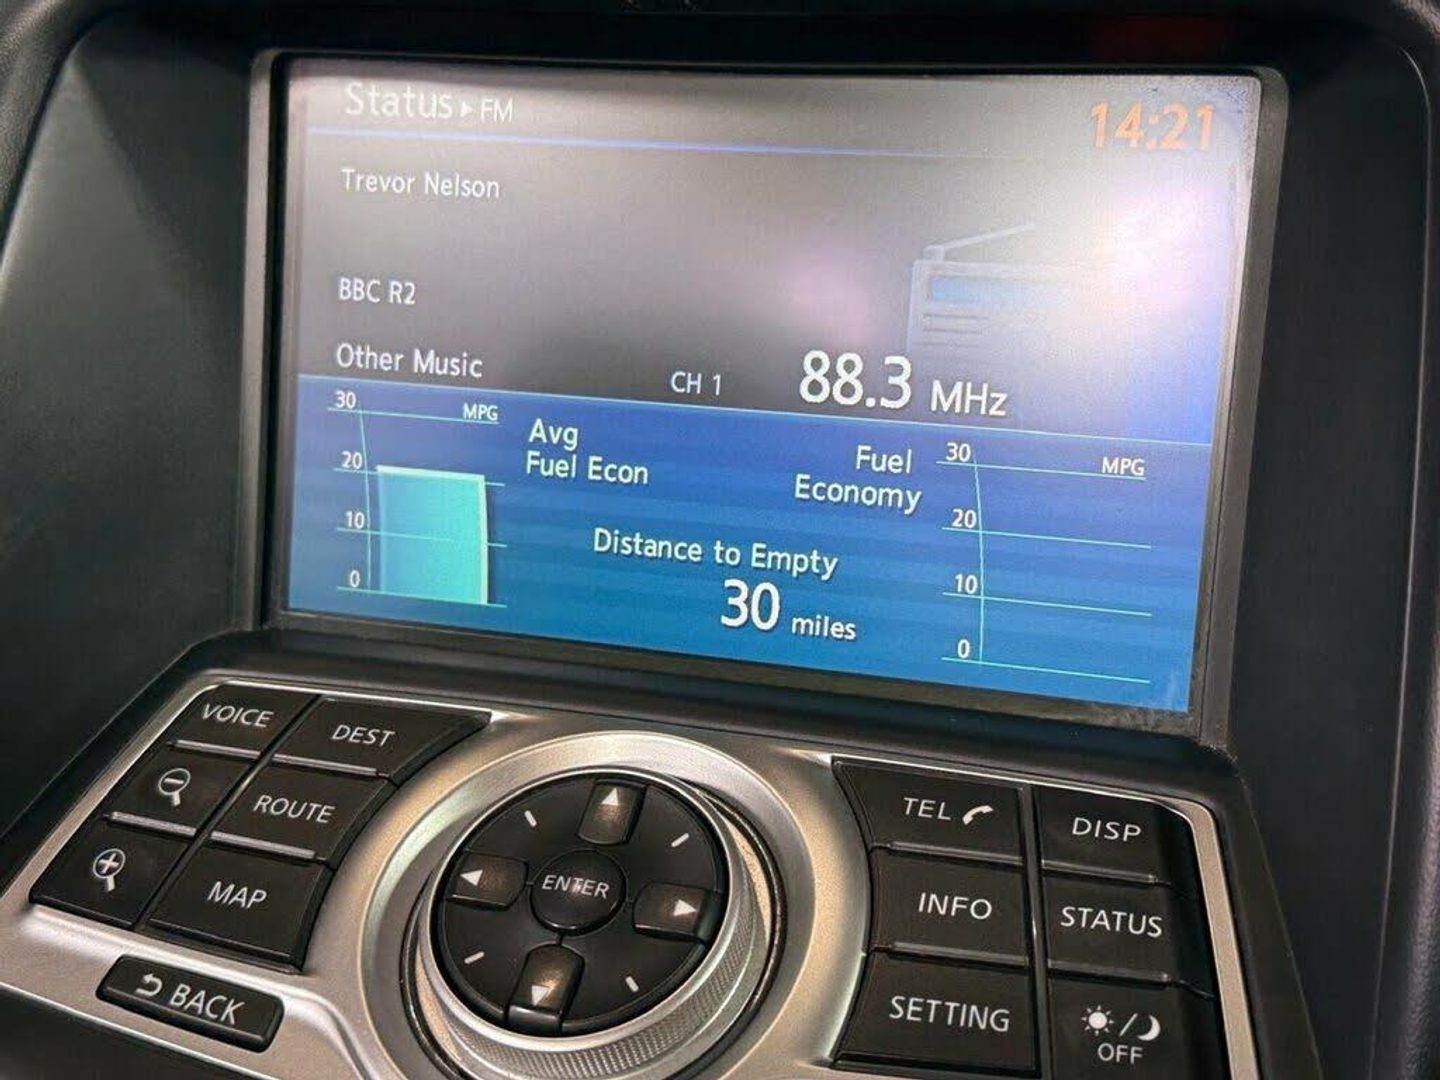 Status ▸ FM
14:21
Trevor Nelson
BBC R2
Other Music
CH 1
88.3 MHz
30
MPG
20
10
0
Avg
Fuel Econ
Fuel
Economy
30
MPG
20
10
0
Distance to Empty
30 miles
VOICE
DEST
ROUTE
MAP
BACK
ENTER
TEL
DISP
INFO
STATUS
SETTING
OFF